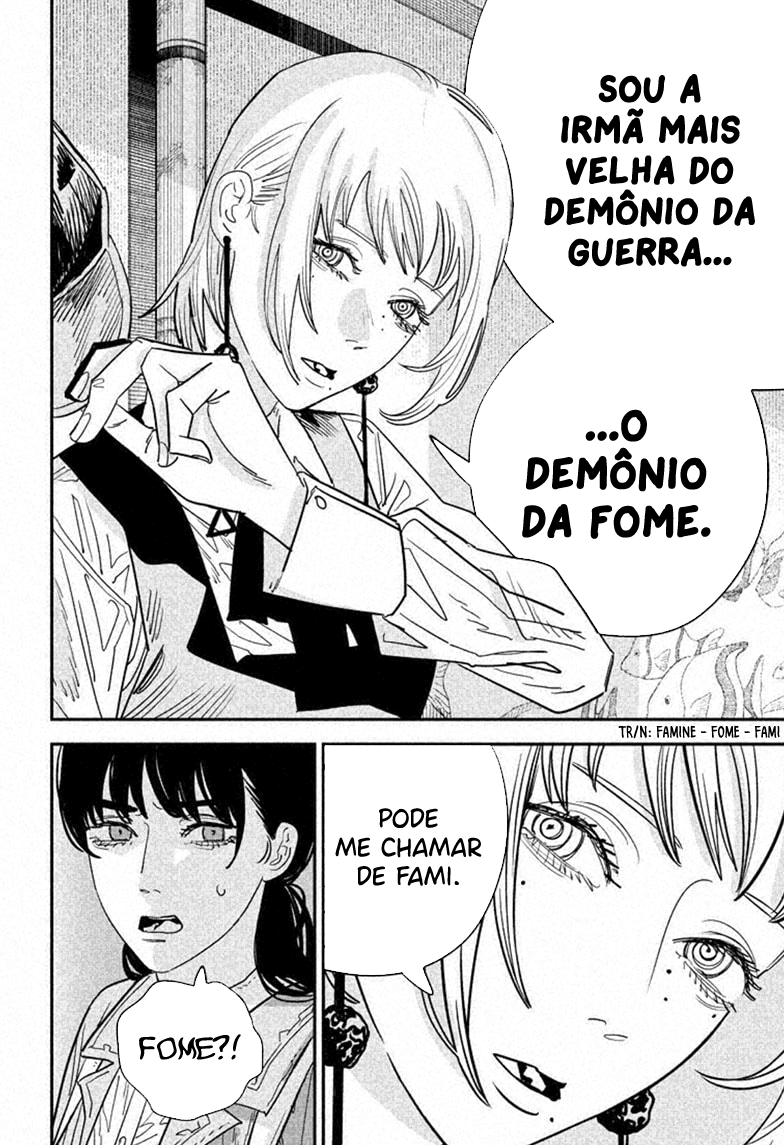 SOU A
IRMÃ MAIS
VELHA DO
DEMÔNIO DA
GUERRA...
...O
DEMÔNIO
DA FOME.
TR/N: FAMINE - FOME - FAMI
PODE
ME CHAMAR
DE FAMI.
FOME?!